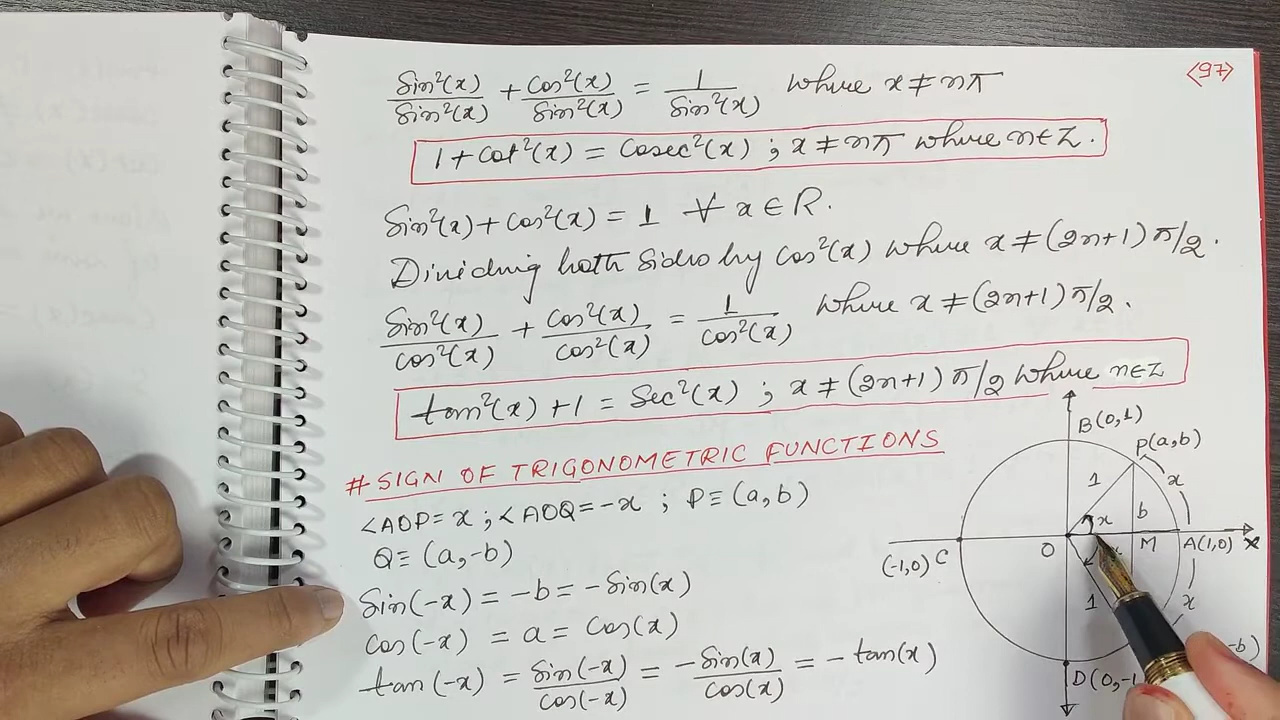 <97>
Sin²(x)/Sin²(x) + Cos²(x)/Sin²(x) = 1/Sin²(x) where x ≠ nπ
1 + Cot²(x) = Cosec²(x) ; x ≠ nπ where n∈Z.
Sin²(x) + Cos²(x) = 1 ∀ x ∈ R.
Dividing both sides by Cos²(x) where x ≠ (2n+1) π/2.
Sin²(x)/Cos²(x) + Cos²(x)/Cos²(x) = 1/Cos²(x) where x ≠ (2n+1) π/2.
tan²(x) + 1 = Sec²(x) ; x ≠ (2n+1) π/2 where n∈Z
# SIGN OF TRIGONOMETRIC FUNCTIONS
<AOP = x ; <AOQ = -x ; P ≡ (a,b)
Q ≡ (a,-b)
Sin(-x) = -b = -Sin(x)
Cos(-x) = a = Cos(x)
tan(-x) = Sin(-x)/Cos(-x) = -Sin(x)/Cos(x) = -tan(x)
B(0,1)
P(a,b)
1
x
b
x
(-1,0) C
O
M
A(1,0)
X
x
1
x
-b)
D(0,-1